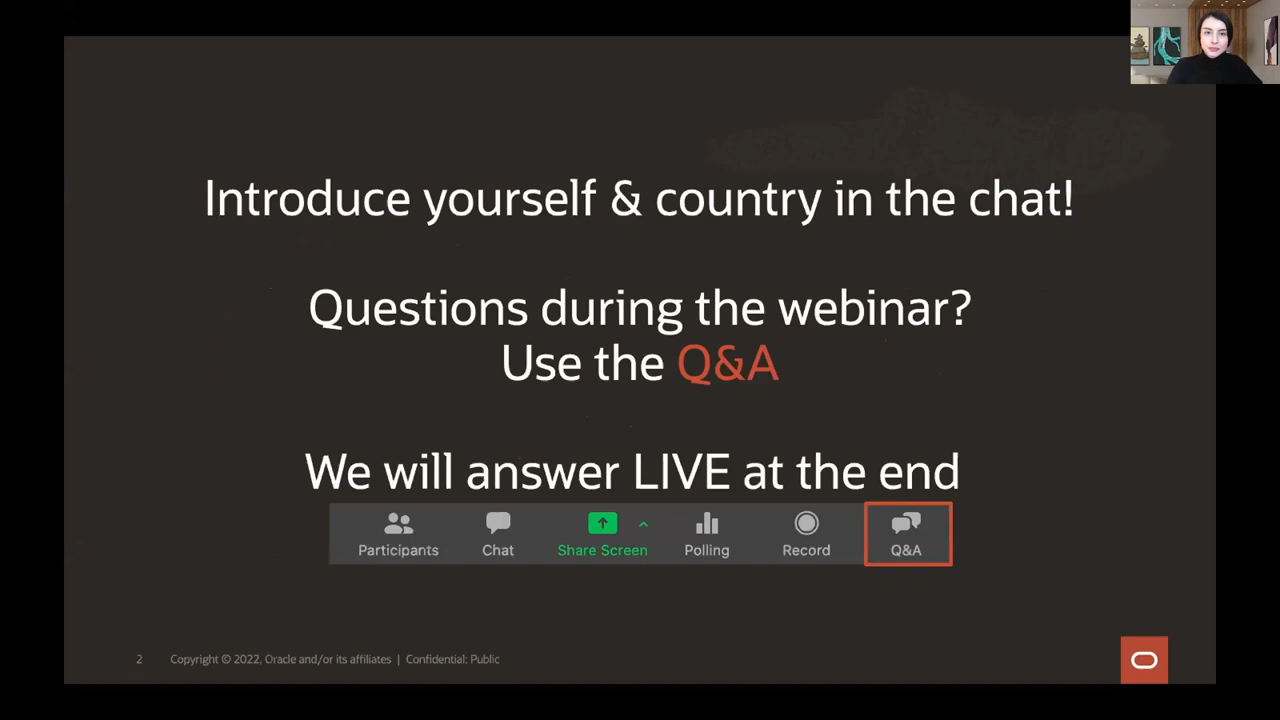 Introduce yourself & country in the chat!
Questions during the webinar?
Use the Q&A
We will answer LIVE at the end
Participants
Chat
Share Screen
Polling
Record
Q&A
2 Copyright © 2022, Oracle and/or its affiliates | Confidential: Public